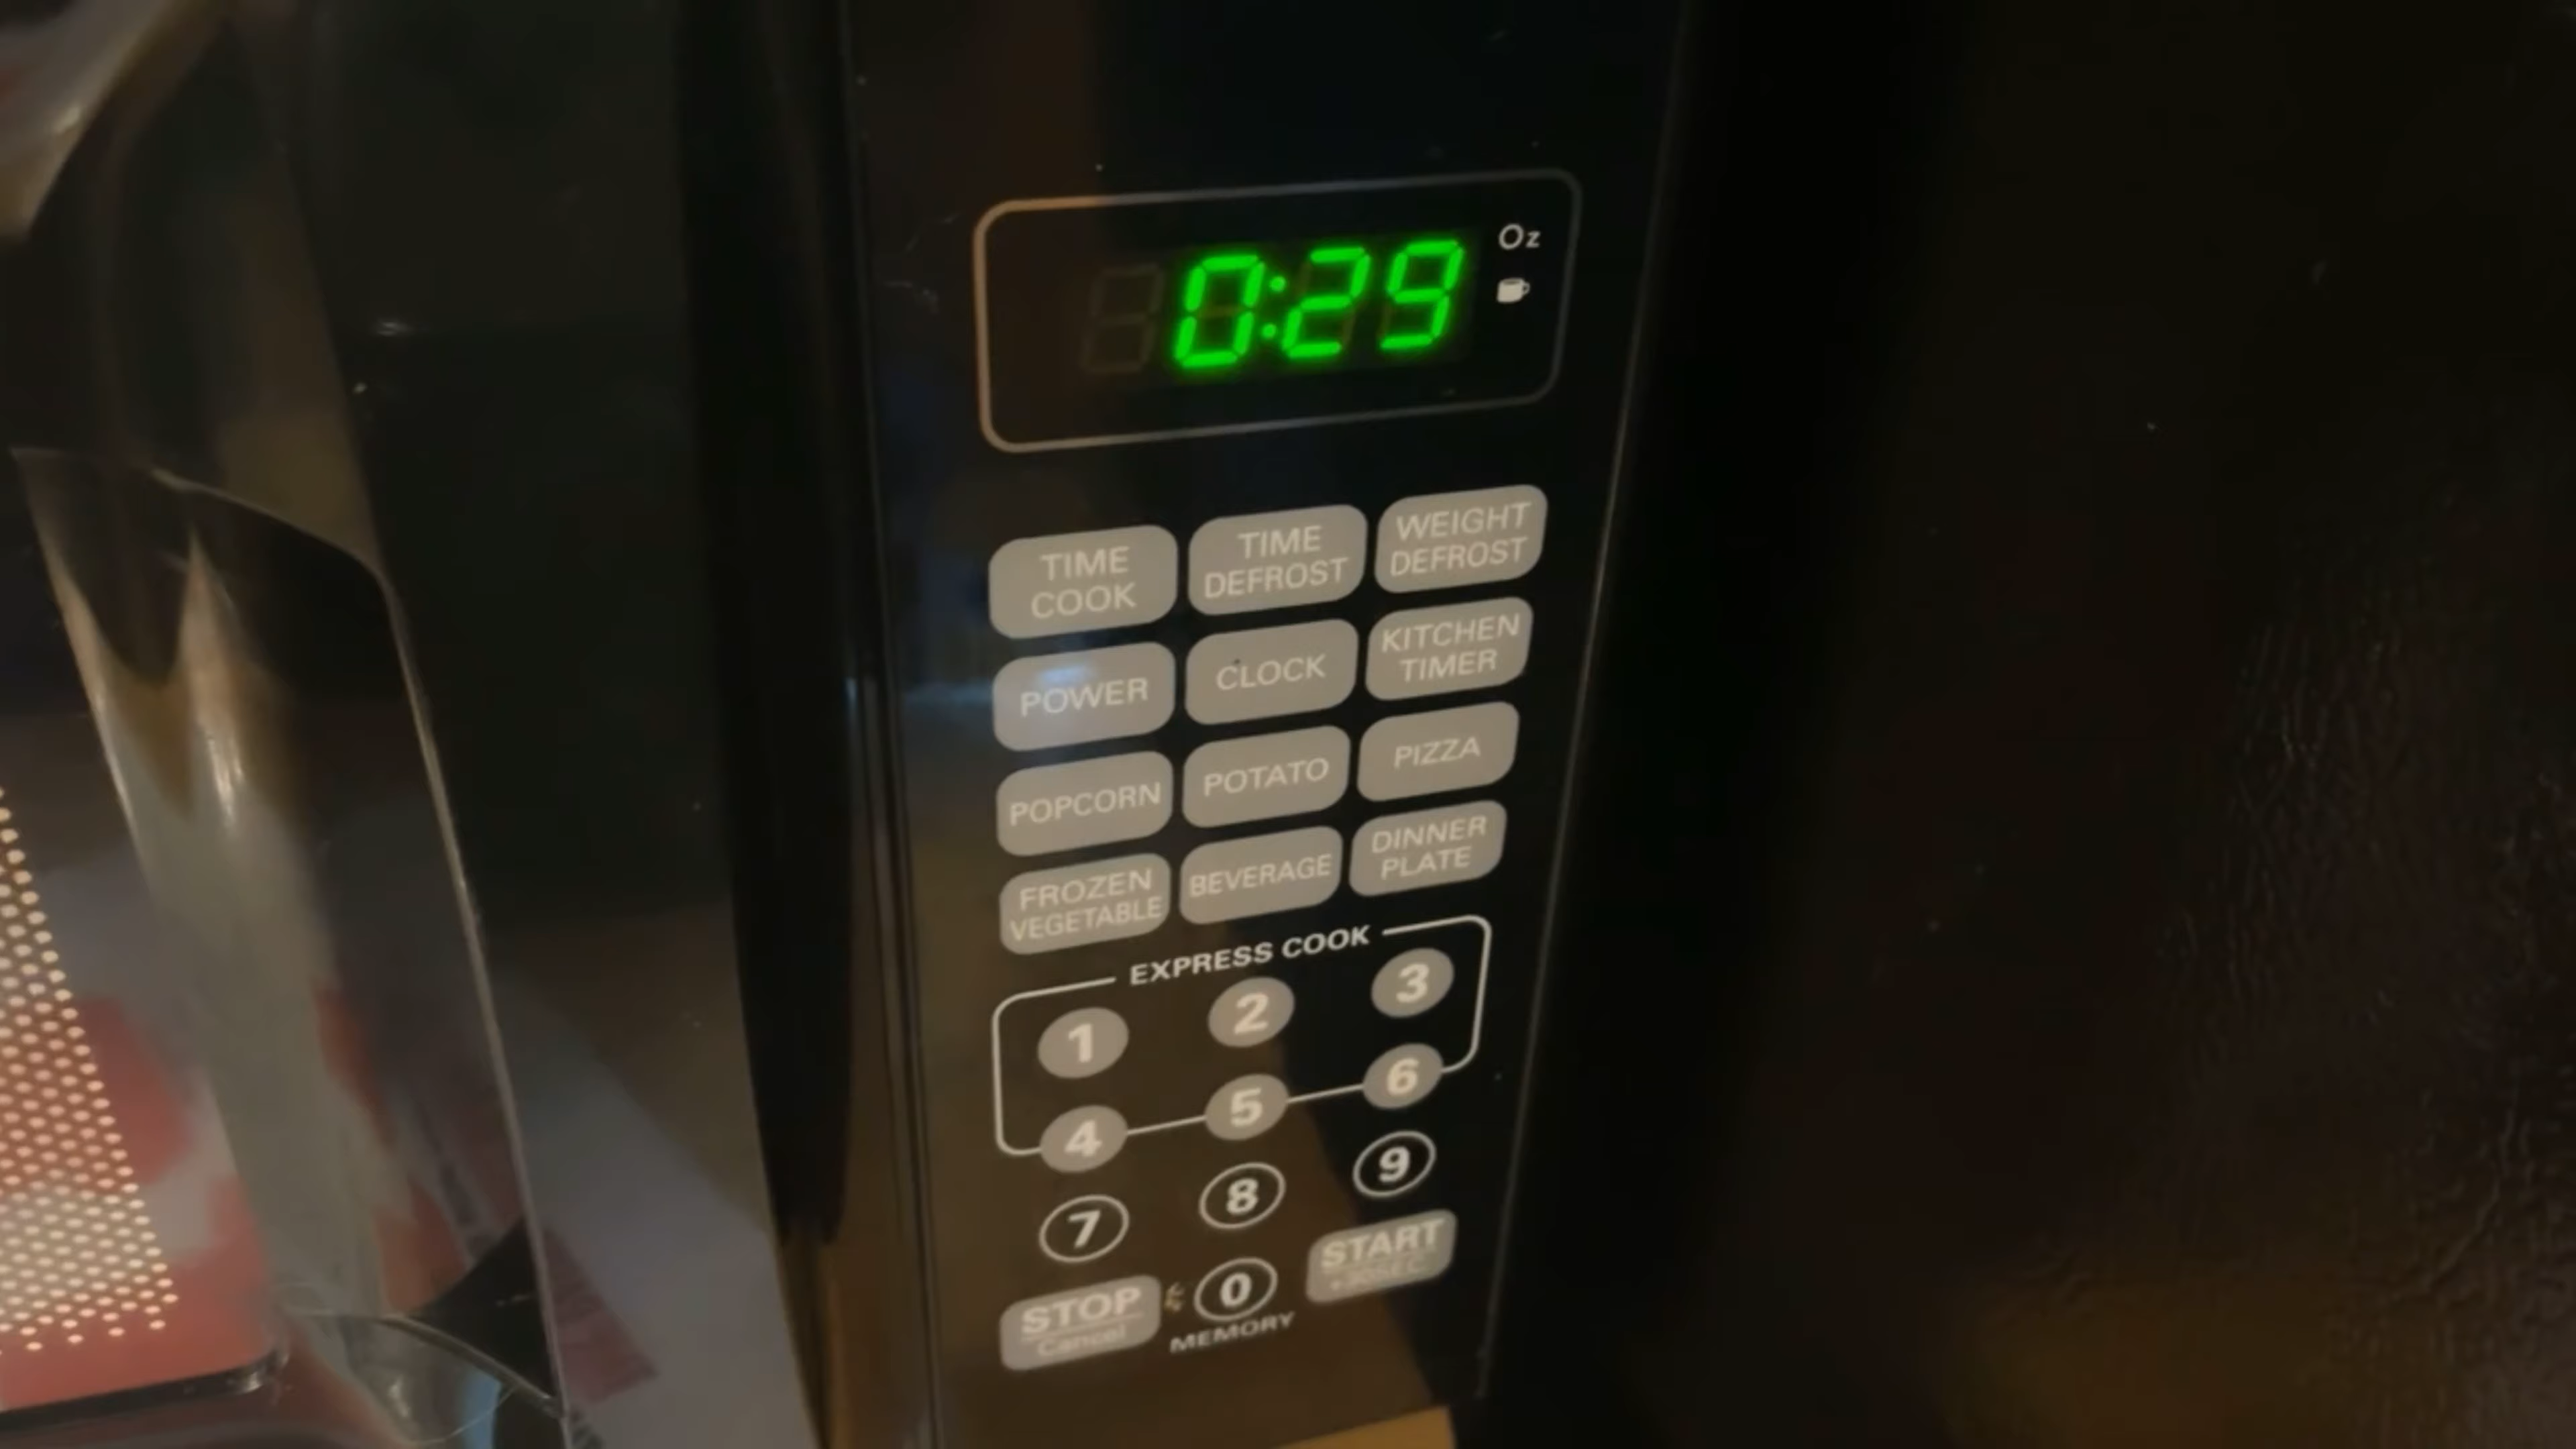 0:29
Oz
TIME
COOK
TIME
DEFROST
WEIGHT
DEFROST
POWER
CLOCK
KITCHEN
TIMER
POPCORN
POTATO
PIZZA
FROZEN
VEGETABLE
BEVERAGE
DINNER
PLATE
EXPRESS COOK
1
2
3
4
5
6
7
8
9
STOP
Cancel
0
MEMORY
START
+30SEC